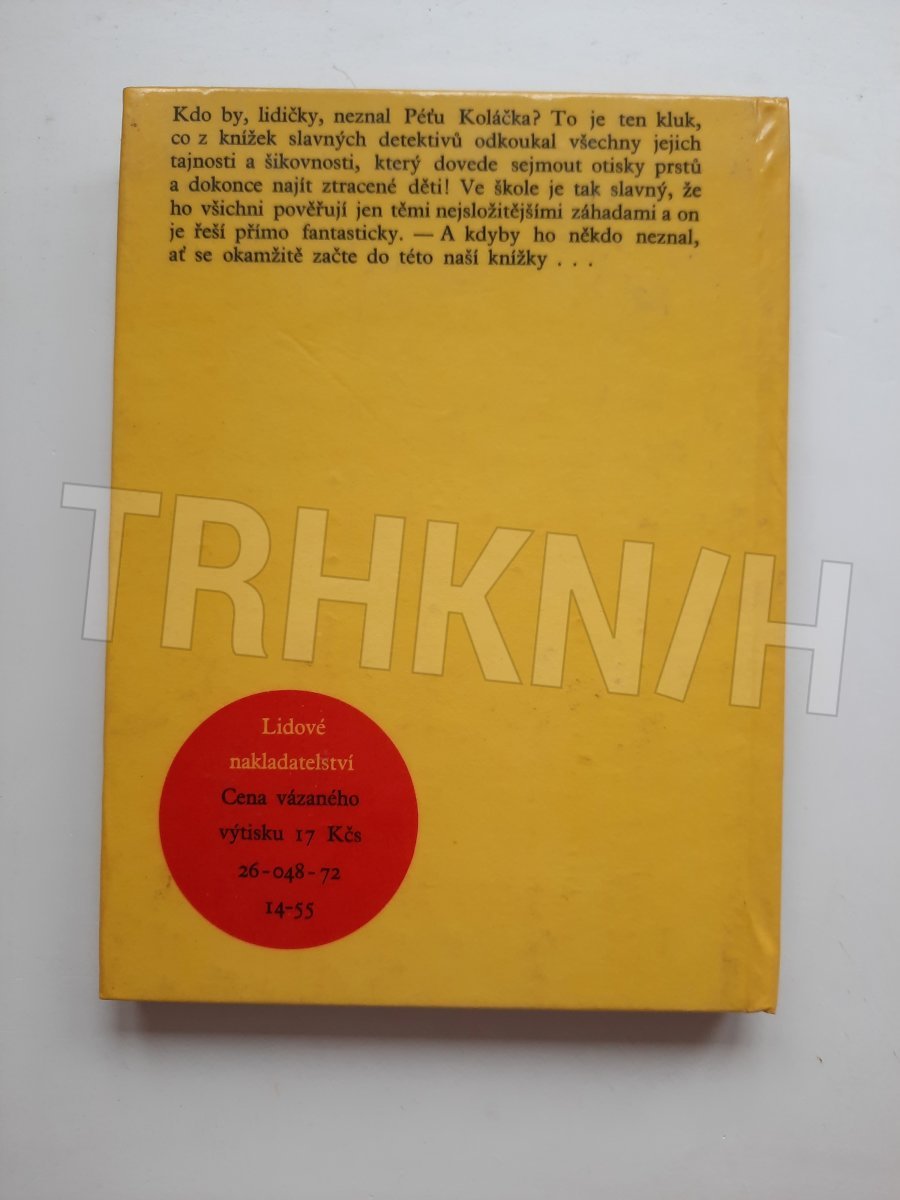 Kdo by, lidičky, neznal Péťu Koláčka? To je ten kluk,
co z knížek slavných detektivů odkoukal všechny jejich
tajnosti a šikovnosti, který dovede sejmout otisky prstů
a dokonce najít ztracené děti! Ve škole je tak slavný, že
ho všichni pověřují jen těmi nejsložitějšími záhadami a on
je řeší přímo fantasticky. — A kdyby ho někdo neznal,
ať se okamžitě začte do této naší knížky . . .
TRHKNIH
Lidové
nakladatelství
Cena vázaného
výtisku 17 Kčs
26-048-72
14-55